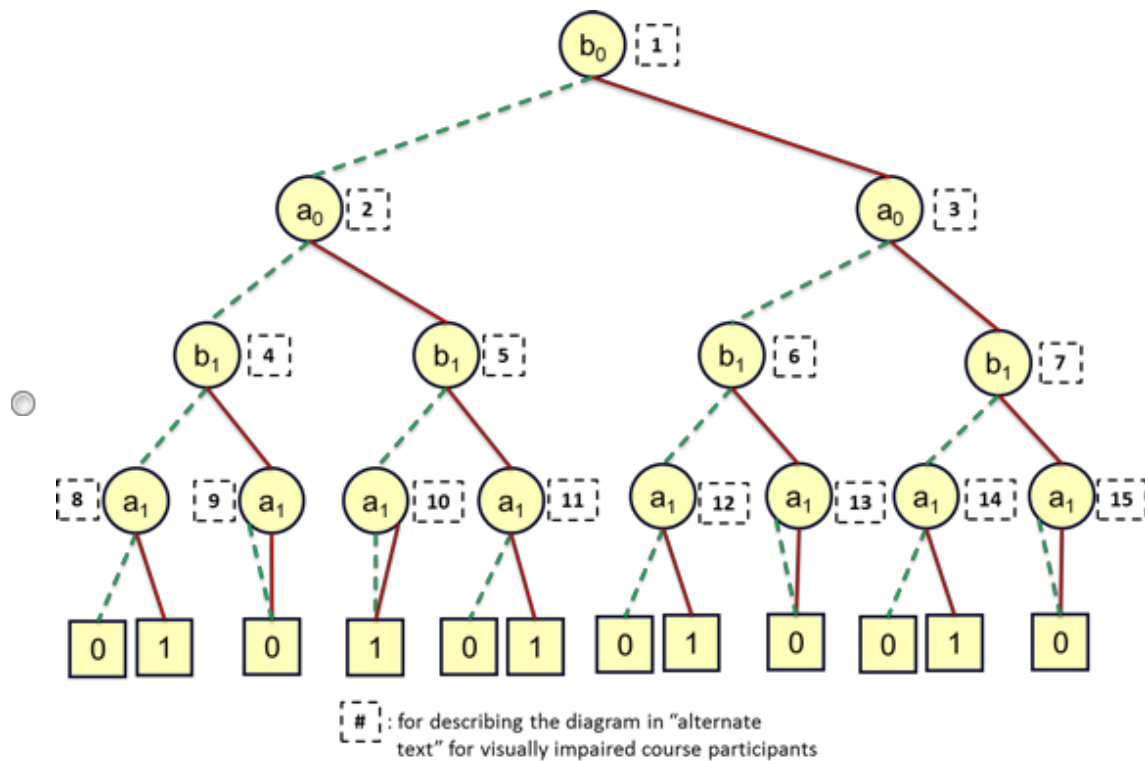 b₀ 1
a₀ 2 a₀ 3
b₁ 4 b₁ 5 b₁ 6 b₁ 7
8 a₁ 9 a₁ a₁ 10 a₁ 11 a₁ 12 a₁ 13 a₁ 14 a₁ 15
0 1 0 1 0 1 0 1 0 0 1 0
# : for describing the diagram in “alternate
text” for visually impaired course participants